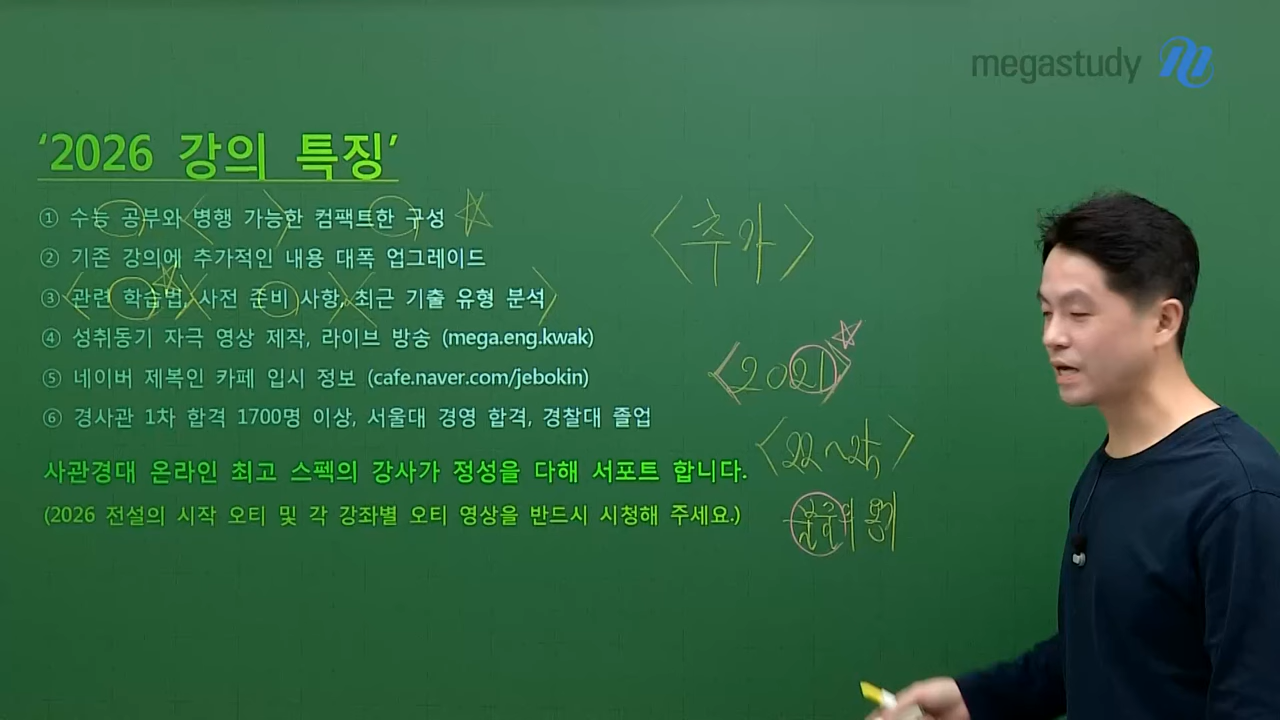 megastudy
‘2026 강의 특징’
① 수능 공부와 병행 가능한 컴팩트한 구성
② 기존 강의에 추가적인 내용 대폭 업그레이드
③ 관련 학습법, 사전 준비 사항, 최근 기출 유형 분석
④ 성취동기 자극 영상 제작, 라이브 방송 (mega.eng.kwak)
⑤ 네이버 제복인 카페 입시 정보 (cafe.naver.com/jebokin)
⑥ 경사관 1차 합격 1700명 이상, 서울대 경영 합격, 경찰대 졸업
사관경대 온라인 최고 스펙의 강사가 정성을 다해 서포트 합니다.
(2026 전설의 시작 오티 및 각 강좌별 오티 영상을 반드시 시청해 주세요.)
<추가>
<2021>